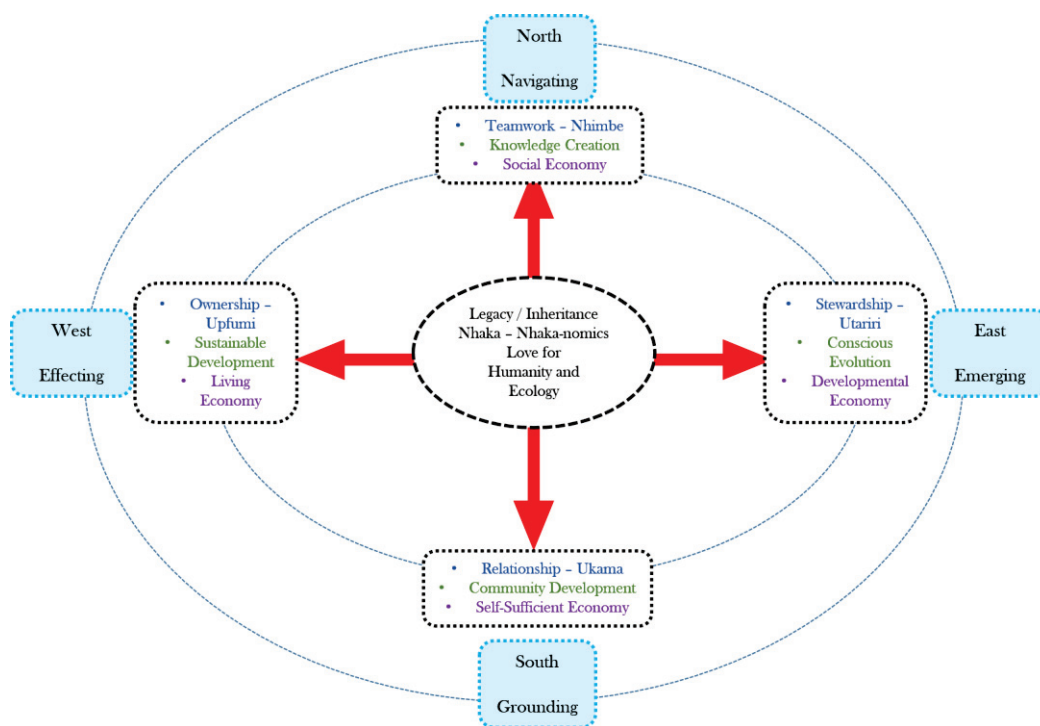 North
Navigating
• Teamwork – Nhimbe
• Knowledge Creation
• Social Economy
West
Effecting
• Ownership –
Upfumi
• Sustainable
Development
• Living
Economy
Legacy / Inheritance
Nhaka – Nhaka-nomics
Love for
Humanity and
Ecology
• Stewardship –
Utariri
• Conscious
Evolution
• Developmental
Economy
East
Emerging
• Relationship – Ukama
• Community Development
• Self-Sufficient Economy
South
Grounding